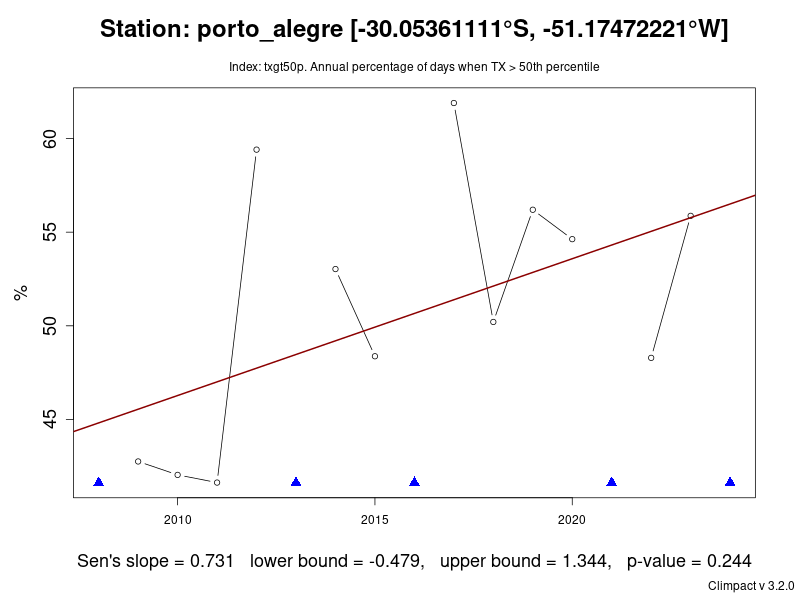 Station: porto_alegre [-30.05361111°S, -51.17472221°W]
Index: txgt50p. Annual percentage of days when TX > 50th percentile
%
60
55
50
45
2010 2015 2020
Sen's slope = 0.731 lower bound = -0.479, upper bound = 1.344, p-value = 0.244
Climpact v 3.2.0